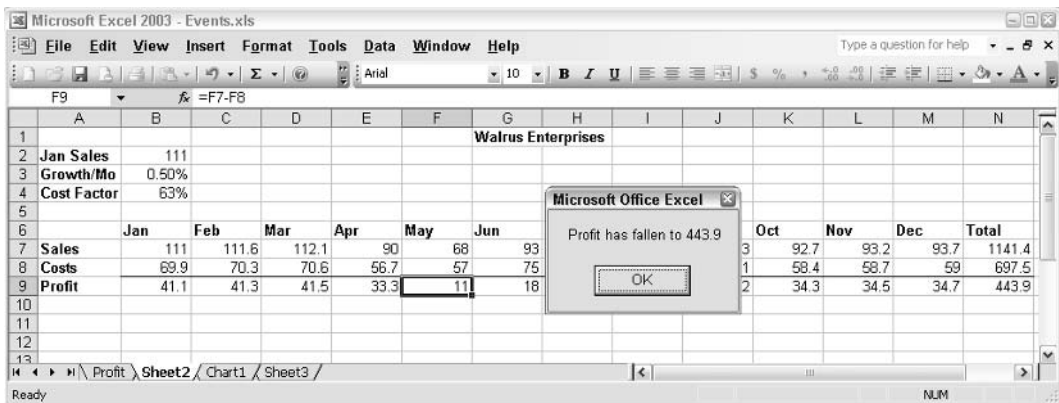 Microsoft Excel 2003 - Events.xls
File Edit View Insert Format Tools Data Window Help Type a question for help
Arial 10 B I U $ % ,
F9 fx =F7-F8
A B C D E F G H I J K L M N
1 Walrus Enterprises
2 Jan Sales 111
3 Growth/Mo 0.50%
4 Cost Factor 63%
Microsoft Office Excel
5
6 Jan Feb Mar Apr May Jun Oct Nov Dec Total
Profit has fallen to 443.9
7 Sales 111 111.6 112.1 90 68 93 3 92.7 93.2 93.7 1141.4
8 Costs 69.9 70.3 70.6 56.7 57 75 1 58.4 58.7 59 697.5
OK
9 Profit 41.1 41.3 41.5 33.3 11 18 2 34.3 34.5 34.7 443.9
10
11
12
13
Profit Sheet2 Chart1 Sheet3
Ready NUM